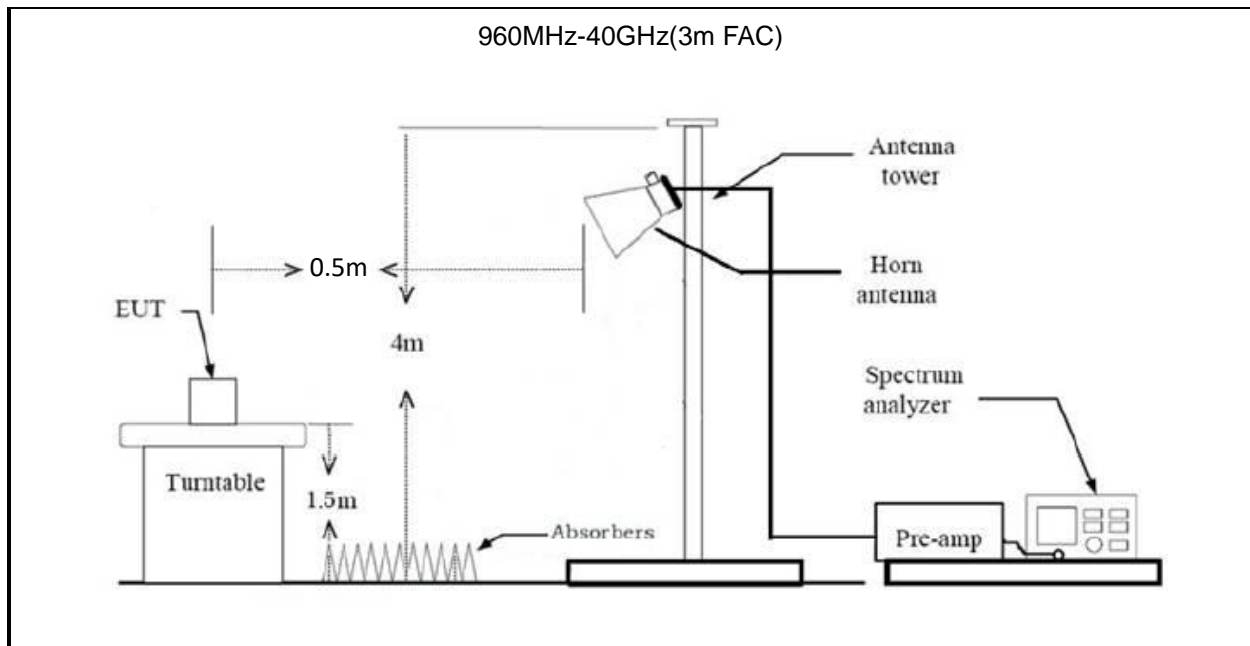 960MHz-40GHz(3m FAC)
Antenna
tower
0.5m
Horn
antenna
EUT
4m
Spectrum
analyzer
Turntable
1.5m
Absorbers
Pre-amp